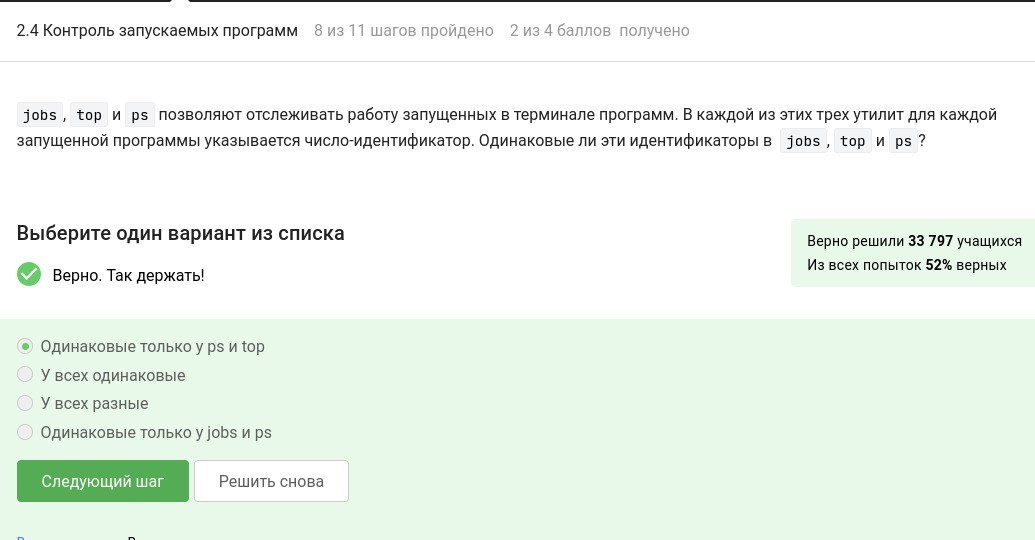 2.4 Контроль запускаемых программ 8 из 11 шагов пройдено 2 из 4 баллов получено
jobs, top и ps позволяют отслеживать работу запущенных в терминале программ. В каждой из этих трех утилит для каждой
запущенной программы указывается число-идентификатор. Одинаковые ли эти идентификаторы в jobs, top и ps?
Выберите один вариант из списка
Верно. Так держать!
Верно решили 33 797 учащихся
Из всех попыток 52% верных
Одинаковые только у ps и top
У всех одинаковые
У всех разные
Одинаковые только у jobs и ps
Следующий шаг Решить снова